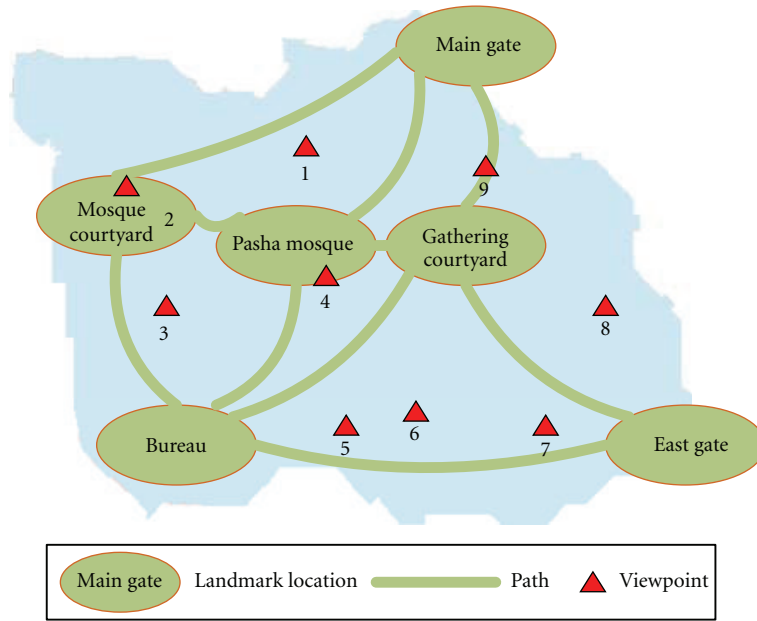 Main gate
1
9
Mosque
courtyard
2
Pasha mosque
Gathering
courtyard
4
3
8
5
6
7
Bureau
East gate
Main gate
Landmark location
Path
Viewpoint